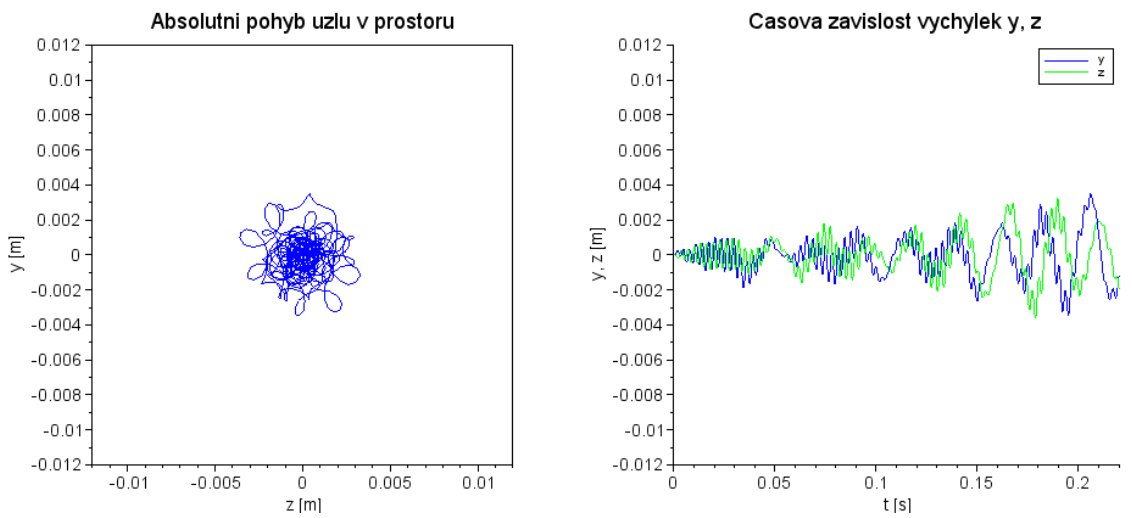 Absolutni pohyb uzlu v prostoru
0.012
0.01
0.008
0.006
0.004
0.002
0
-0.002
-0.004
-0.006
-0.008
-0.01
-0.012
y [m]
-0.01 -0.005 0 0.005 0.01
z [m]
Casova zavislost vychylek y, z
0.012
0.01
0.008
0.006
0.004
0.002
0
-0.002
-0.004
-0.006
-0.008
-0.01
-0.012
y, z [m]
y
z
0 0.05 0.1 0.15 0.2
t [s]